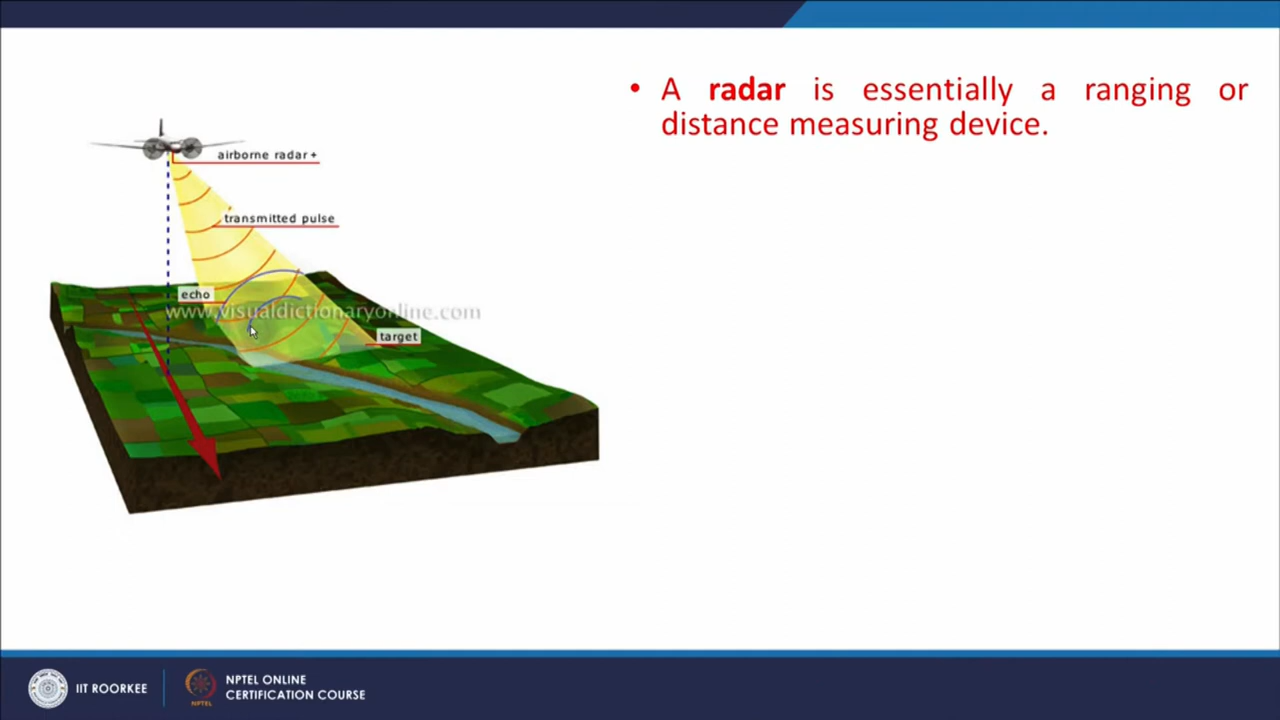 • A radar is essentially a ranging or
distance measuring device.
airborne radar +
transmitted pulse
echo
www.visualdictionaryonline.com
target
IIT ROORKEE
NPTEL
NPTEL ONLINE
CERTIFICATION COURSE